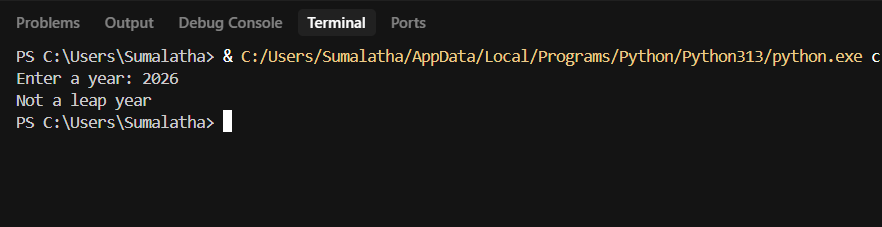 Problems Output Debug Console Terminal Ports
PS C:\Users\Sumalatha> & C:/Users/Sumalatha/AppData/Local/Programs/Python/Python313/python.exe c
Enter a year: 2026
Not a leap year
PS C:\Users\Sumalatha>